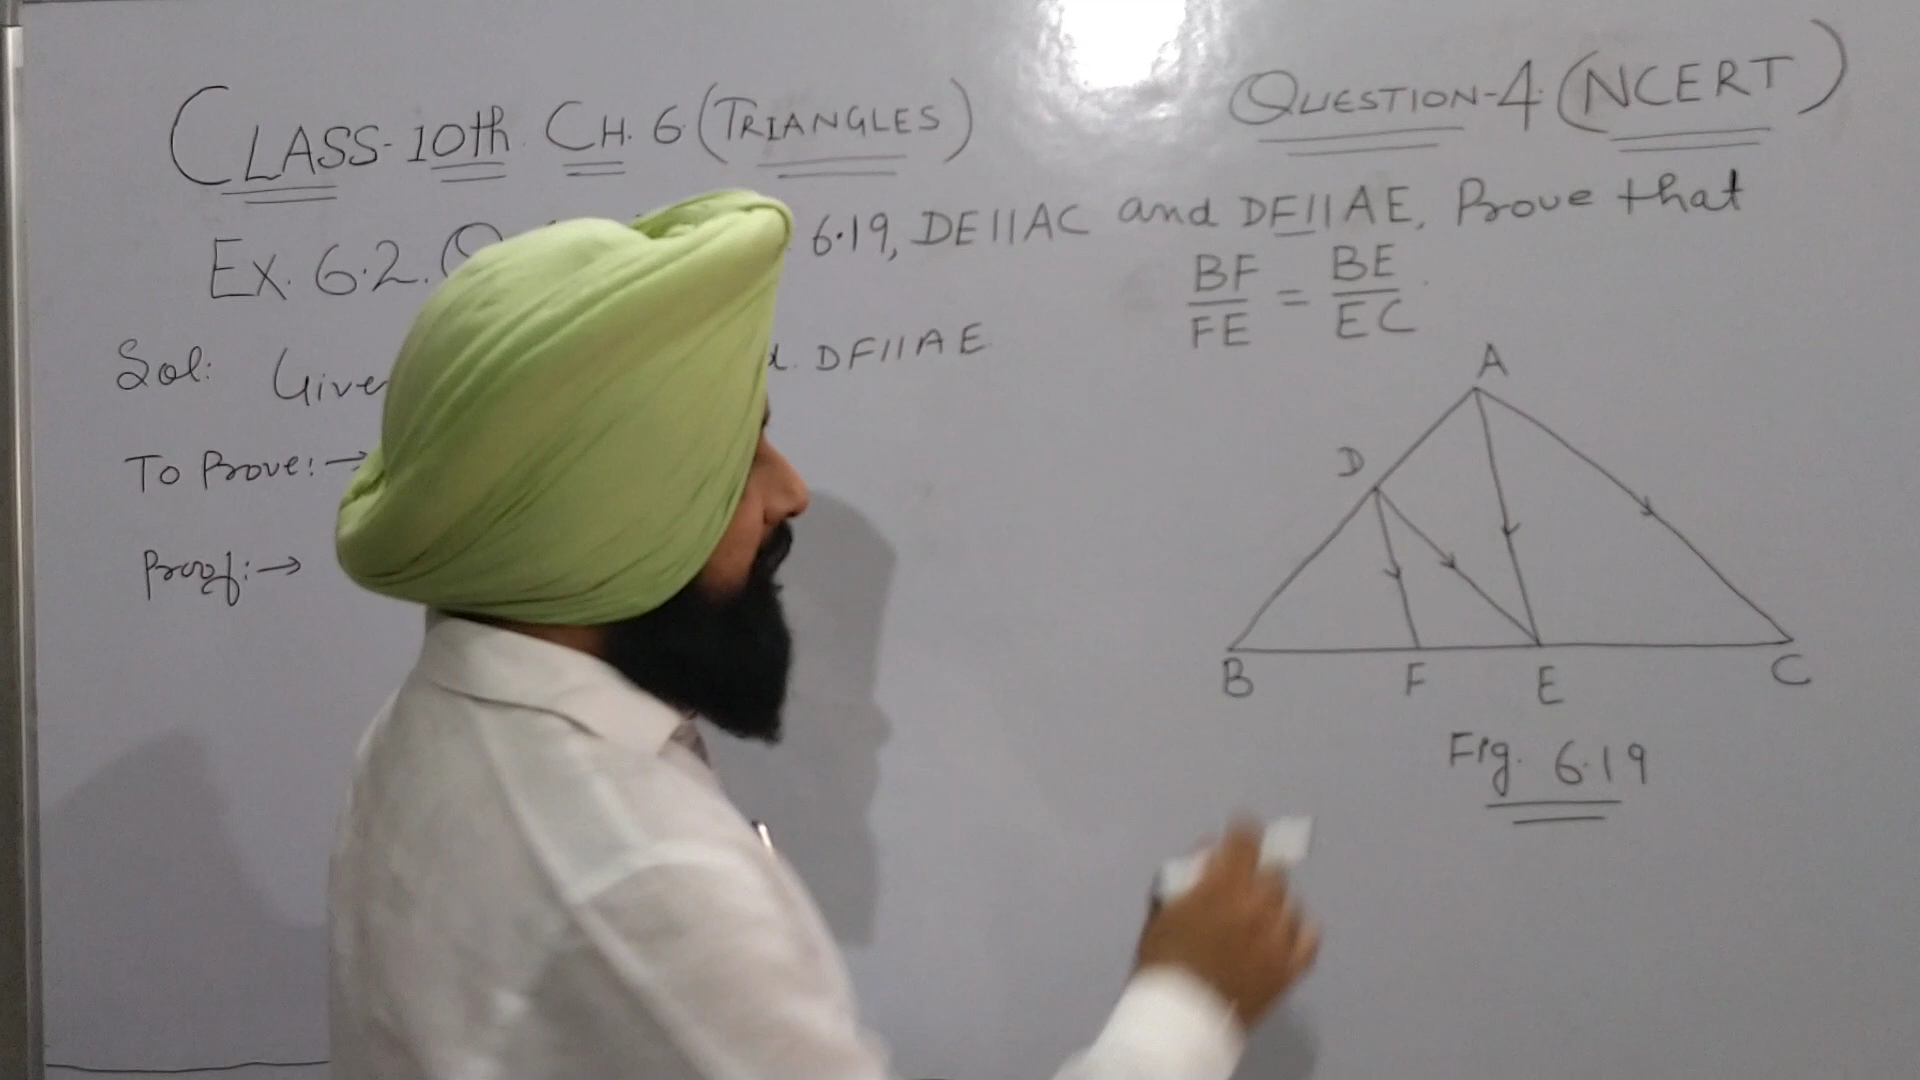 CLASS-10th CH. 6 (TRIANGLES)
QUESTION-4 (NCERT)
EX. 6.2. 6.19, DE||AC and DF||AE, Prove that
BF/FE = BE/EC
Sol: DF||AE
To Prove:→
Proof:→
A
D
B F E C
Fig. 6.19